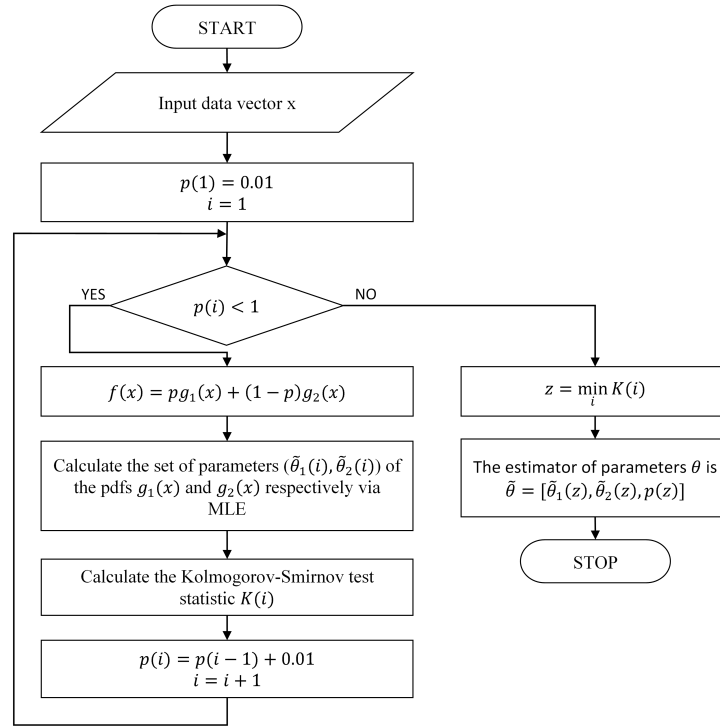 START
Input data vector x
p(1) = 0.01
i = 1
YES
p(i) < 1
NO
f(x) = pg₁(x) + (1 − p)g₂(x)
Calculate the set of parameters (θ̃₁(i), θ̃₂(i)) of
the pdfs g₁(x) and g₂(x) respectively via
MLE
Calculate the Kolmogorov-Smirnov test
statistic K(i)
p(i) = p(i − 1) + 0.01
i = i + 1
z = min K(i)
i
The estimator of parameters θ is
θ̃ = [θ̃₁(z), θ̃₂(z), p(z)]
STOP